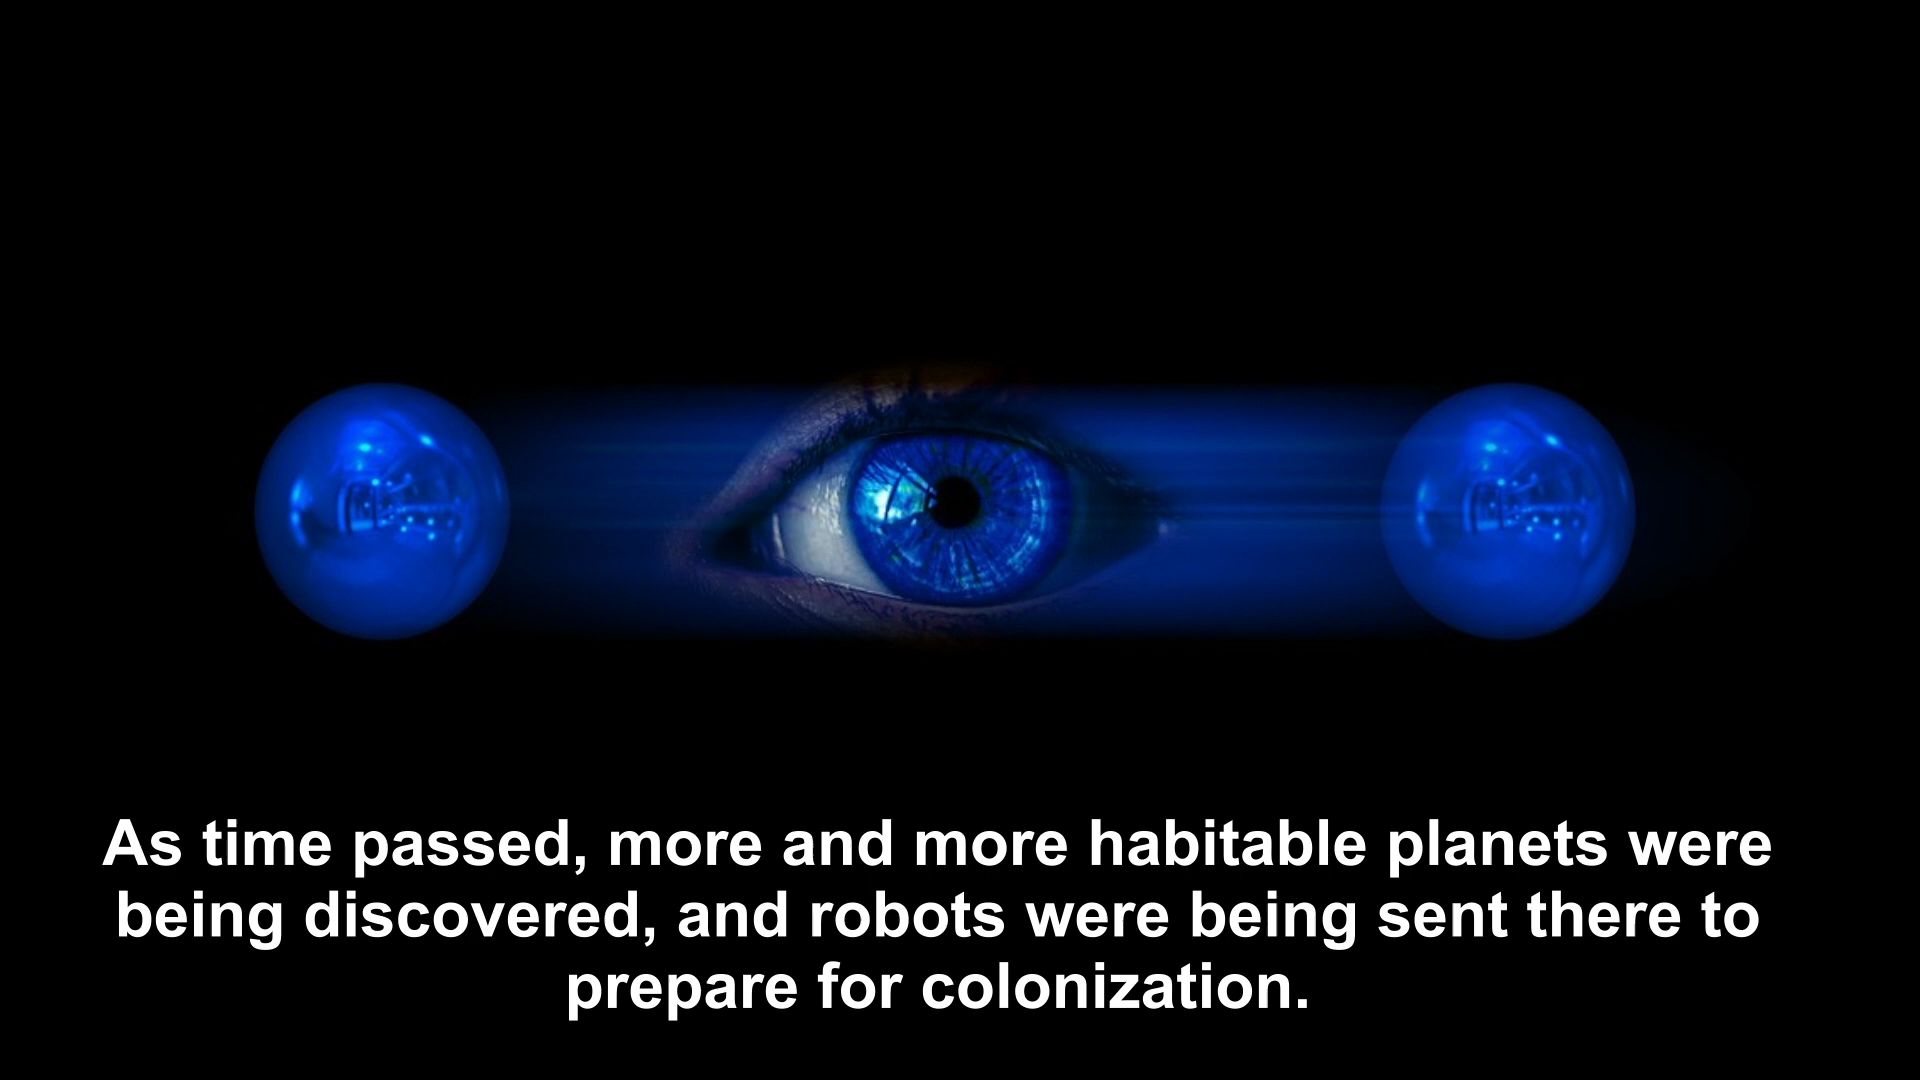 As time passed, more and more habitable planets were
being discovered, and robots were being sent there to
prepare for colonization.